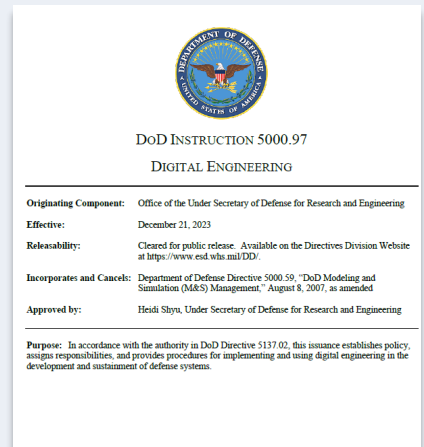 DEPARTMENT OF DEFENSE
UNITED STATES OF AMERICA
DOD INSTRUCTION 5000.97
DIGITAL ENGINEERING
Originating Component: Office of the Under Secretary of Defense for Research and Engineering
Effective: December 21, 2023
Releasability: Cleared for public release. Available on the Directives Division Website
at https://www.esd.whs.mil/DD/.
Incorporates and Cancels: Department of Defense Directive 5000.59, “DoD Modeling and
Simulation (M&S) Management,” August 8, 2007, as amended
Approved by: Heidi Shyu, Under Secretary of Defense for Research and Engineering
Purpose: In accordance with the authority in DoD Directive 5137.02, this issuance establishes policy,
assigns responsibilities, and provides procedures for implementing and using digital engineering in the
development and sustainment of defense systems.